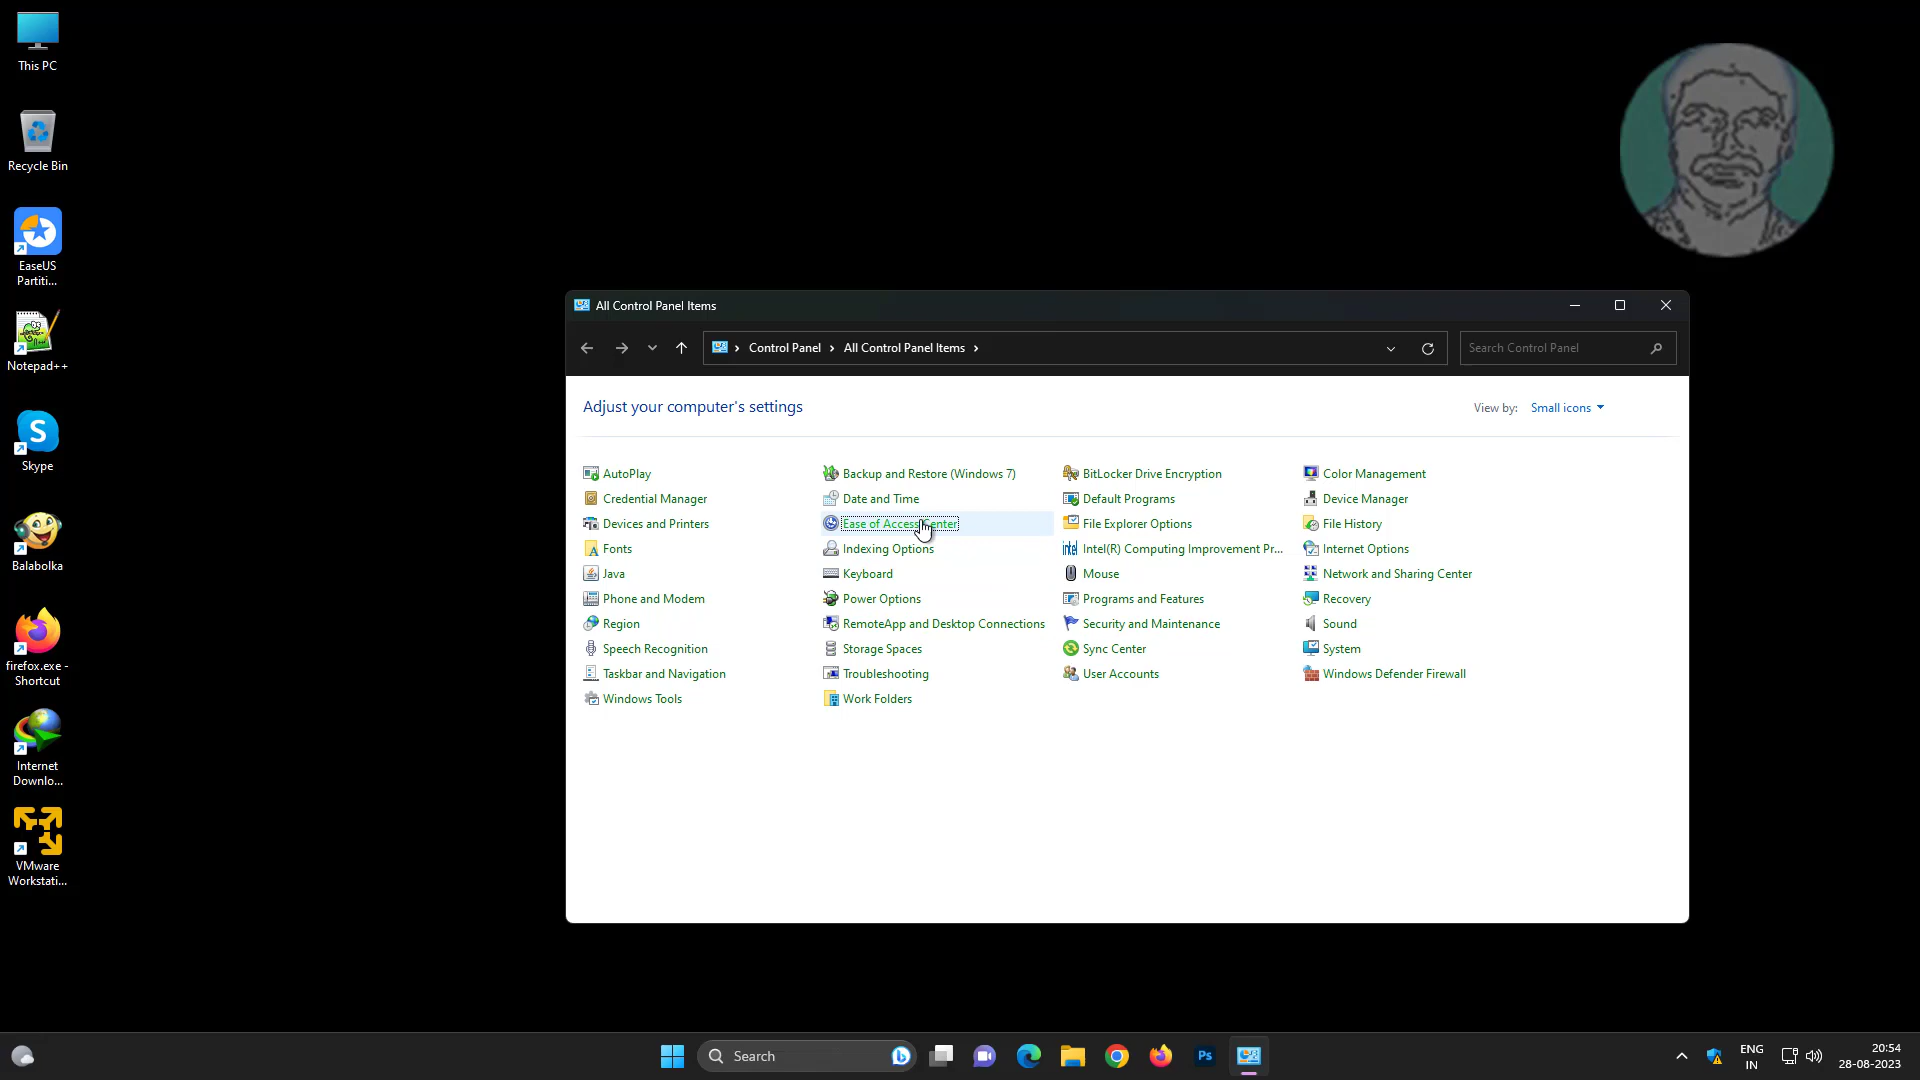 This PC
Recycle Bin
EaseUS
Partiti...
Notepad++
Skype
Balabolka
firefox.exe -
Shortcut
Internet
Downlo...
VMware
Workstati...
All Control Panel Items
Control Panel
All Control Panel Items
Search Control Panel
Adjust your computer's settings
View by:
Small icons
AutoPlay
Backup and Restore (Windows 7)
BitLocker Drive Encryption
Color Management
Credential Manager
Date and Time
Default Programs
Device Manager
Devices and Printers
Ease of Access Center
File Explorer Options
File History
Fonts
Indexing Options
Intel(R) Computing Improvement Pr...
Internet Options
Java
Keyboard
Mouse
Network and Sharing Center
Phone and Modem
Power Options
Programs and Features
Recovery
Region
RemoteApp and Desktop Connections
Security and Maintenance
Sound
Speech Recognition
Storage Spaces
Sync Center
System
Taskbar and Navigation
Troubleshooting
User Accounts
Windows Defender Firewall
Windows Tools
Work Folders
Search
Ps
ENG
IN
20:54
28-08-2023